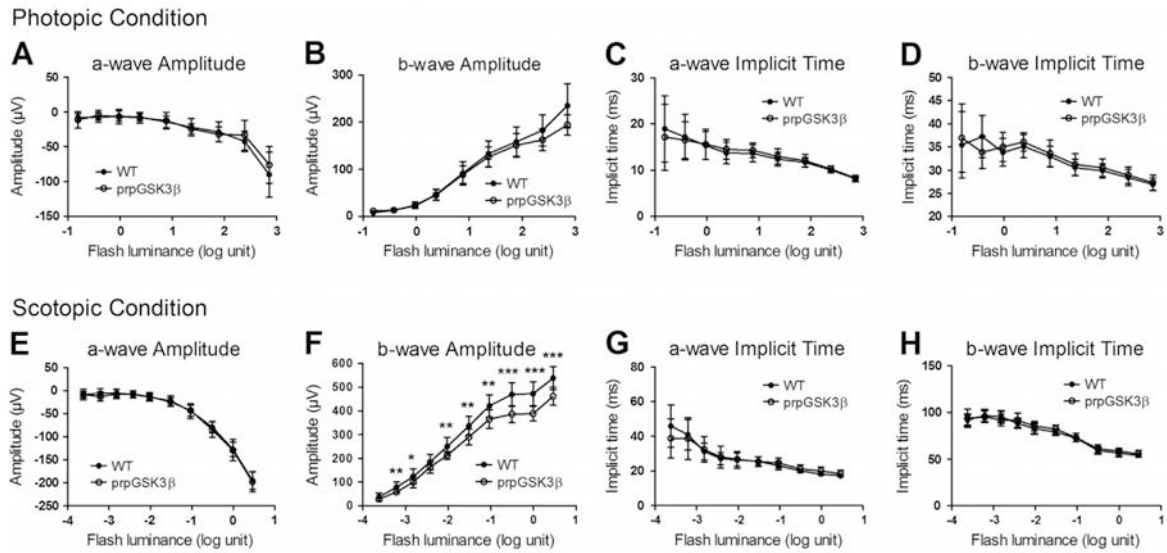 Photopic Condition
A
a-wave Amplitude
Amplitude (µV)
50
0
-50
-100
-150
WT
prpGSK3β
-1 0 1 2 3
Flash luminance (log unit)
B
b-wave Amplitude
Amplitude (µV)
300
200
100
0
WT
prpGSK3β
-1 0 1 2 3
Flash luminance (log unit)
C
a-wave Implicit Time
Implicit time (ms)
30
20
10
0
WT
prpGSK3β
-1 0 1 2 3
Flash luminance (log unit)
D
b-wave Implicit Time
Implicit time (ms)
50
45
40
35
30
25
20
WT
prpGSK3β
-1 0 1 2 3
Flash luminance (log unit)
Scotopic Condition
E
a-wave Amplitude
Amplitude (µV)
50
0
-50
-100
-150
-200
-250
WT
prpGSK3β
-4 -3 -2 -1 0 1
Flash luminance (log unit)
F
b-wave Amplitude
Amplitude (µV)
600
500
400
300
200
100
0
** * ** ** ** *** *** ***
WT
prpGSK3β
-4 -3 -2 -1 0 1
Flash luminance (log unit)
G
a-wave Implicit Time
Implicit time (ms)
80
60
40
20
0
WT
prpGSK3β
-4 -3 -2 -1 0 1
Flash luminance (log unit)
H
b-wave Implicit Time
Implicit time (ms)
150
100
50
0
WT
prpGSK3β
-4 -3 -2 -1 0 1
Flash luminance (log unit)